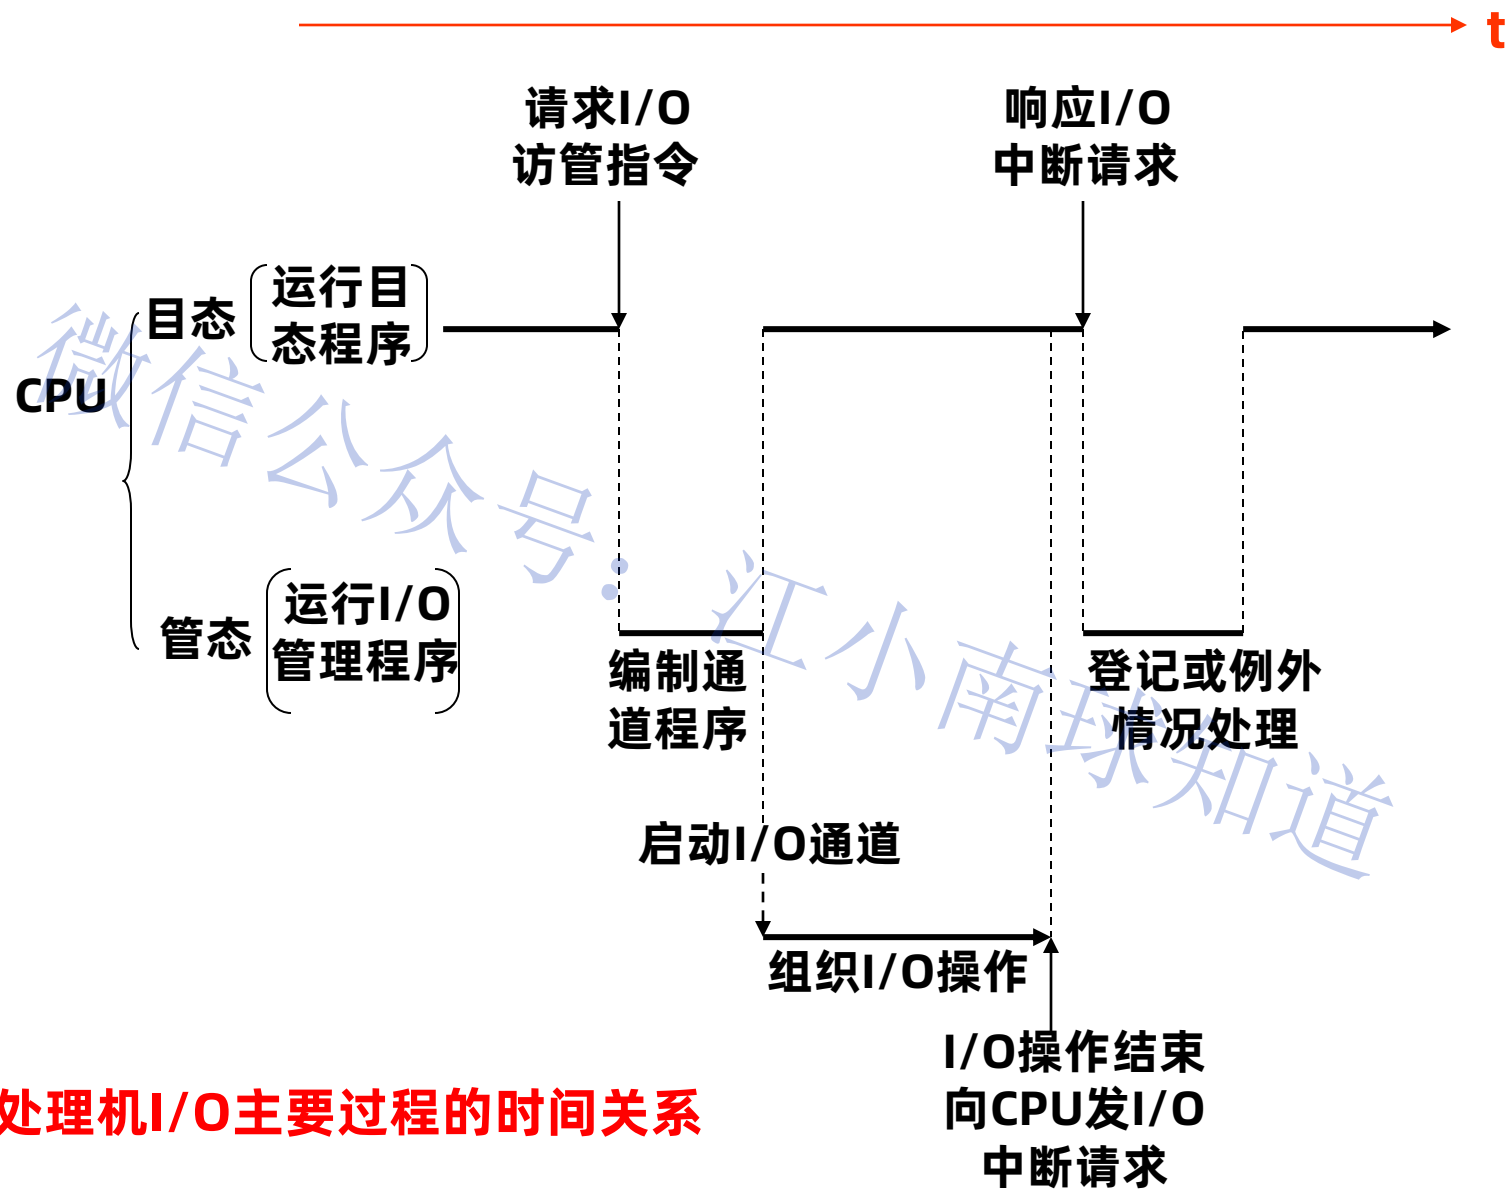 t
请求I/O
访管指令
响应I/O
中断请求
CPU
目态
运行目
态程序
管态
运行I/O
管理程序
编制通
道程序
登记或例外
情况处理
启动I/O通道
组织I/O操作
I/O操作结束
向CPU发I/O
中断请求
处理机I/O主要过程的时间关系
微信公众号：江小南球知道